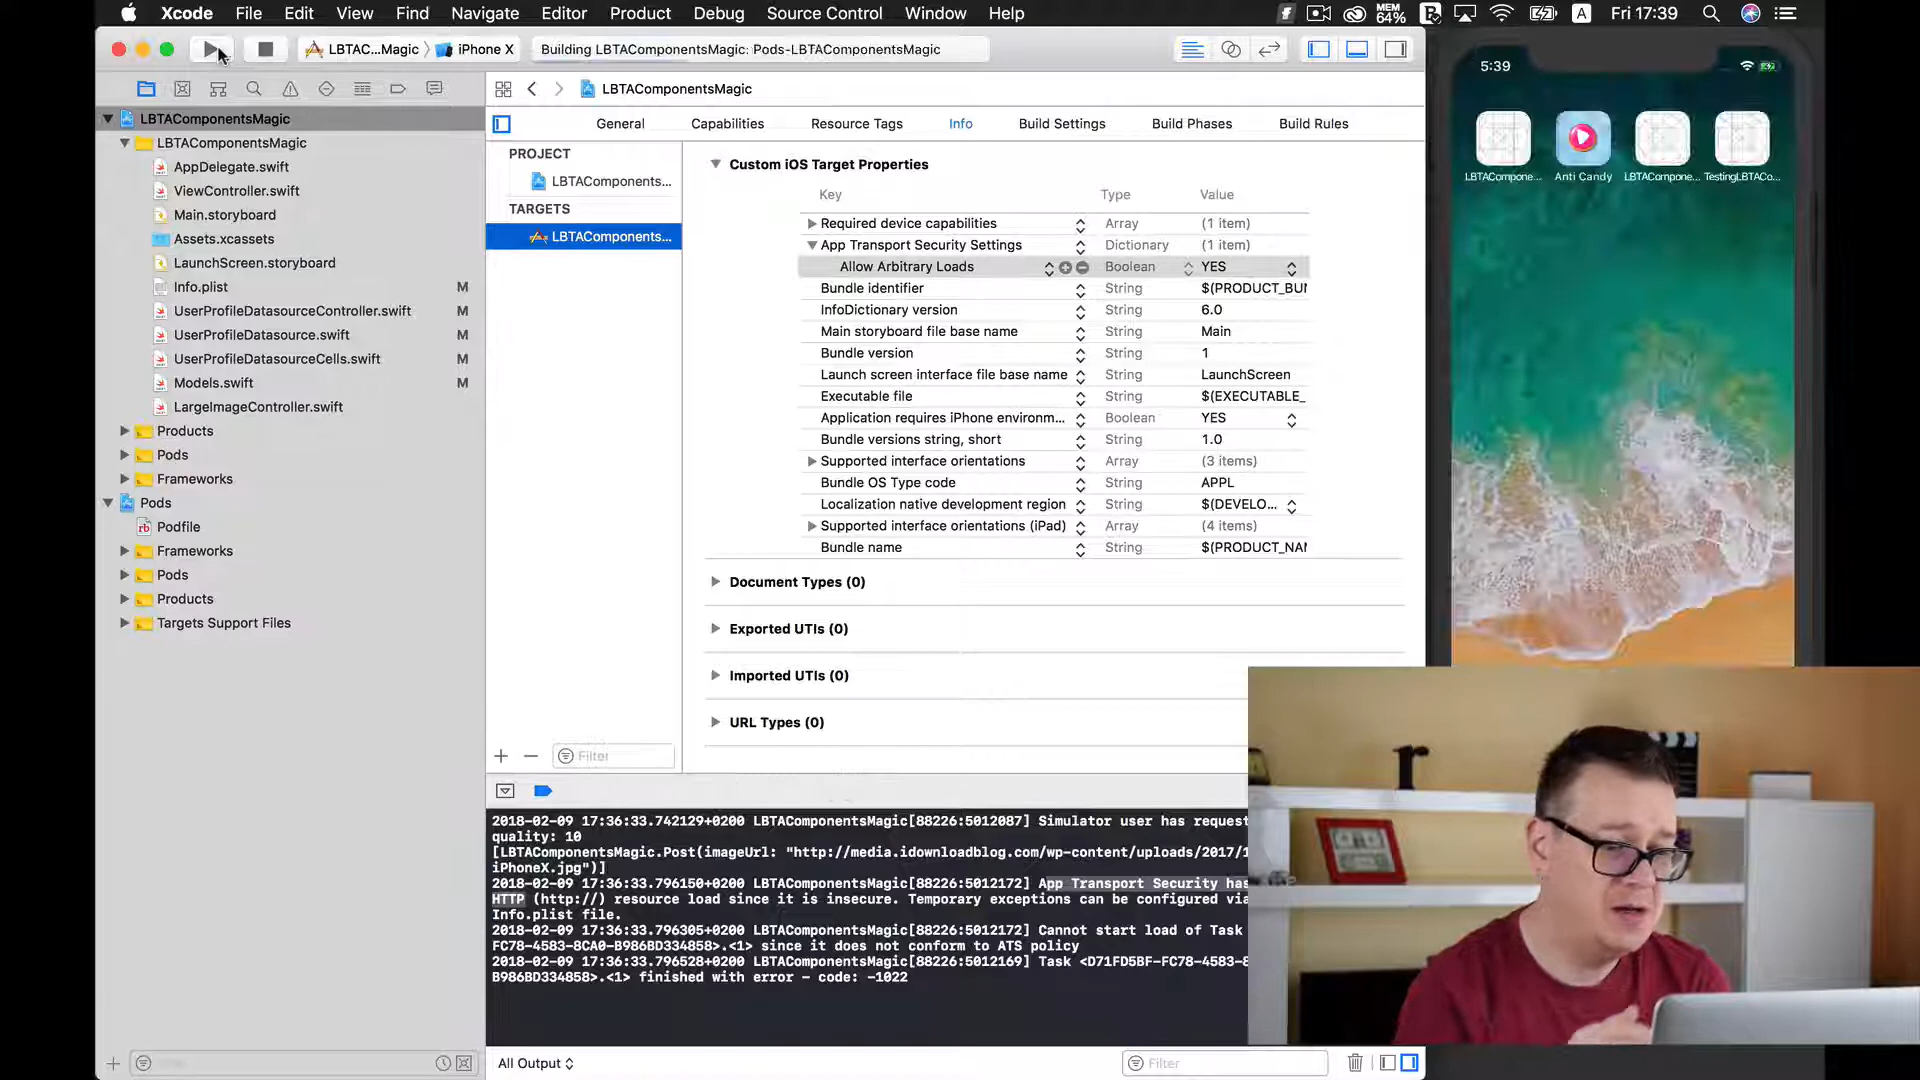 Xcode File Edit View Find Navigate Editor Product Debug Source Control Window Help MEM 64% A Fri 17:39
LBTAC...Magic iPhone X Building LBTAComponentsMagic: Pods-LBTAComponentsMagic
5:39
LBTAComponentsMagic
General Capabilities Resource Tags Info Build Settings Build Phases Build Rules
LBTACompone... Anti Candy LBTACompone... TestingLBTACo...
LBTAComponentsMagic
LBTAComponentsMagic
AppDelegate.swift
ViewController.swift
Main.storyboard
Assets.xcassets
LaunchScreen.storyboard
Info.plist M
UserProfileDatasourceController.swift M
UserProfileDatasource.swift M
UserProfileDatasourceCells.swift M
Models.swift M
LargeImageController.swift
Products
Pods
Frameworks
Pods
Podfile
Frameworks
Pods
Products
Targets Support Files
PROJECT
LBTAComponents...
TARGETS
LBTAComponents...
Filter
Custom iOS Target Properties
Key Type Value
Required device capabilities Array (1 item)
App Transport Security Settings Dictionary (1 item)
Allow Arbitrary Loads Boolean YES
Bundle identifier String $(PRODUCT_BUN
InfoDictionary version String 6.0
Main storyboard file base name String Main
Bundle version String 1
Launch screen interface file base name String LaunchScreen
Executable file String $(EXECUTABLE_
Application requires iPhone environm... Boolean YES
Bundle versions string, short String 1.0
Supported interface orientations Array (3 items)
Bundle OS Type code String APPL
Localization native development region String $(DEVELO...
Supported interface orientations (iPad) Array (4 items)
Bundle name String $(PRODUCT_NAM
Document Types (0)
Exported UTIs (0)
Imported UTIs (0)
URL Types (0)
2018-02-09 17:36:33.742129+0200 LBTAComponentsMagic[88226:5012087] Simulator user has request
quality: 10
[LBTAComponentsMagic.Post(imageUrl: "http://media.idownloadblog.com/wp-content/uploads/2017/1
iPhoneX.jpg")]
2018-02-09 17:36:33.796150+0200 LBTAComponentsMagic[88226:5012172] App Transport Security has
HTTP (http://) resource load since it is insecure. Temporary exceptions can be configured via
Info.plist file.
2018-02-09 17:36:33.796305+0200 LBTAComponentsMagic[88226:5012172] Cannot start load of Task
FC78-4583-8CA0-B986BD334858>.<1> since it does not conform to ATS policy
2018-02-09 17:36:33.796528+0200 LBTAComponentsMagic[88226:5012169] Task <D71FD5BF-FC78-4583-8
B986BD334858>.<1> finished with error - code: -1022
All Output Filter